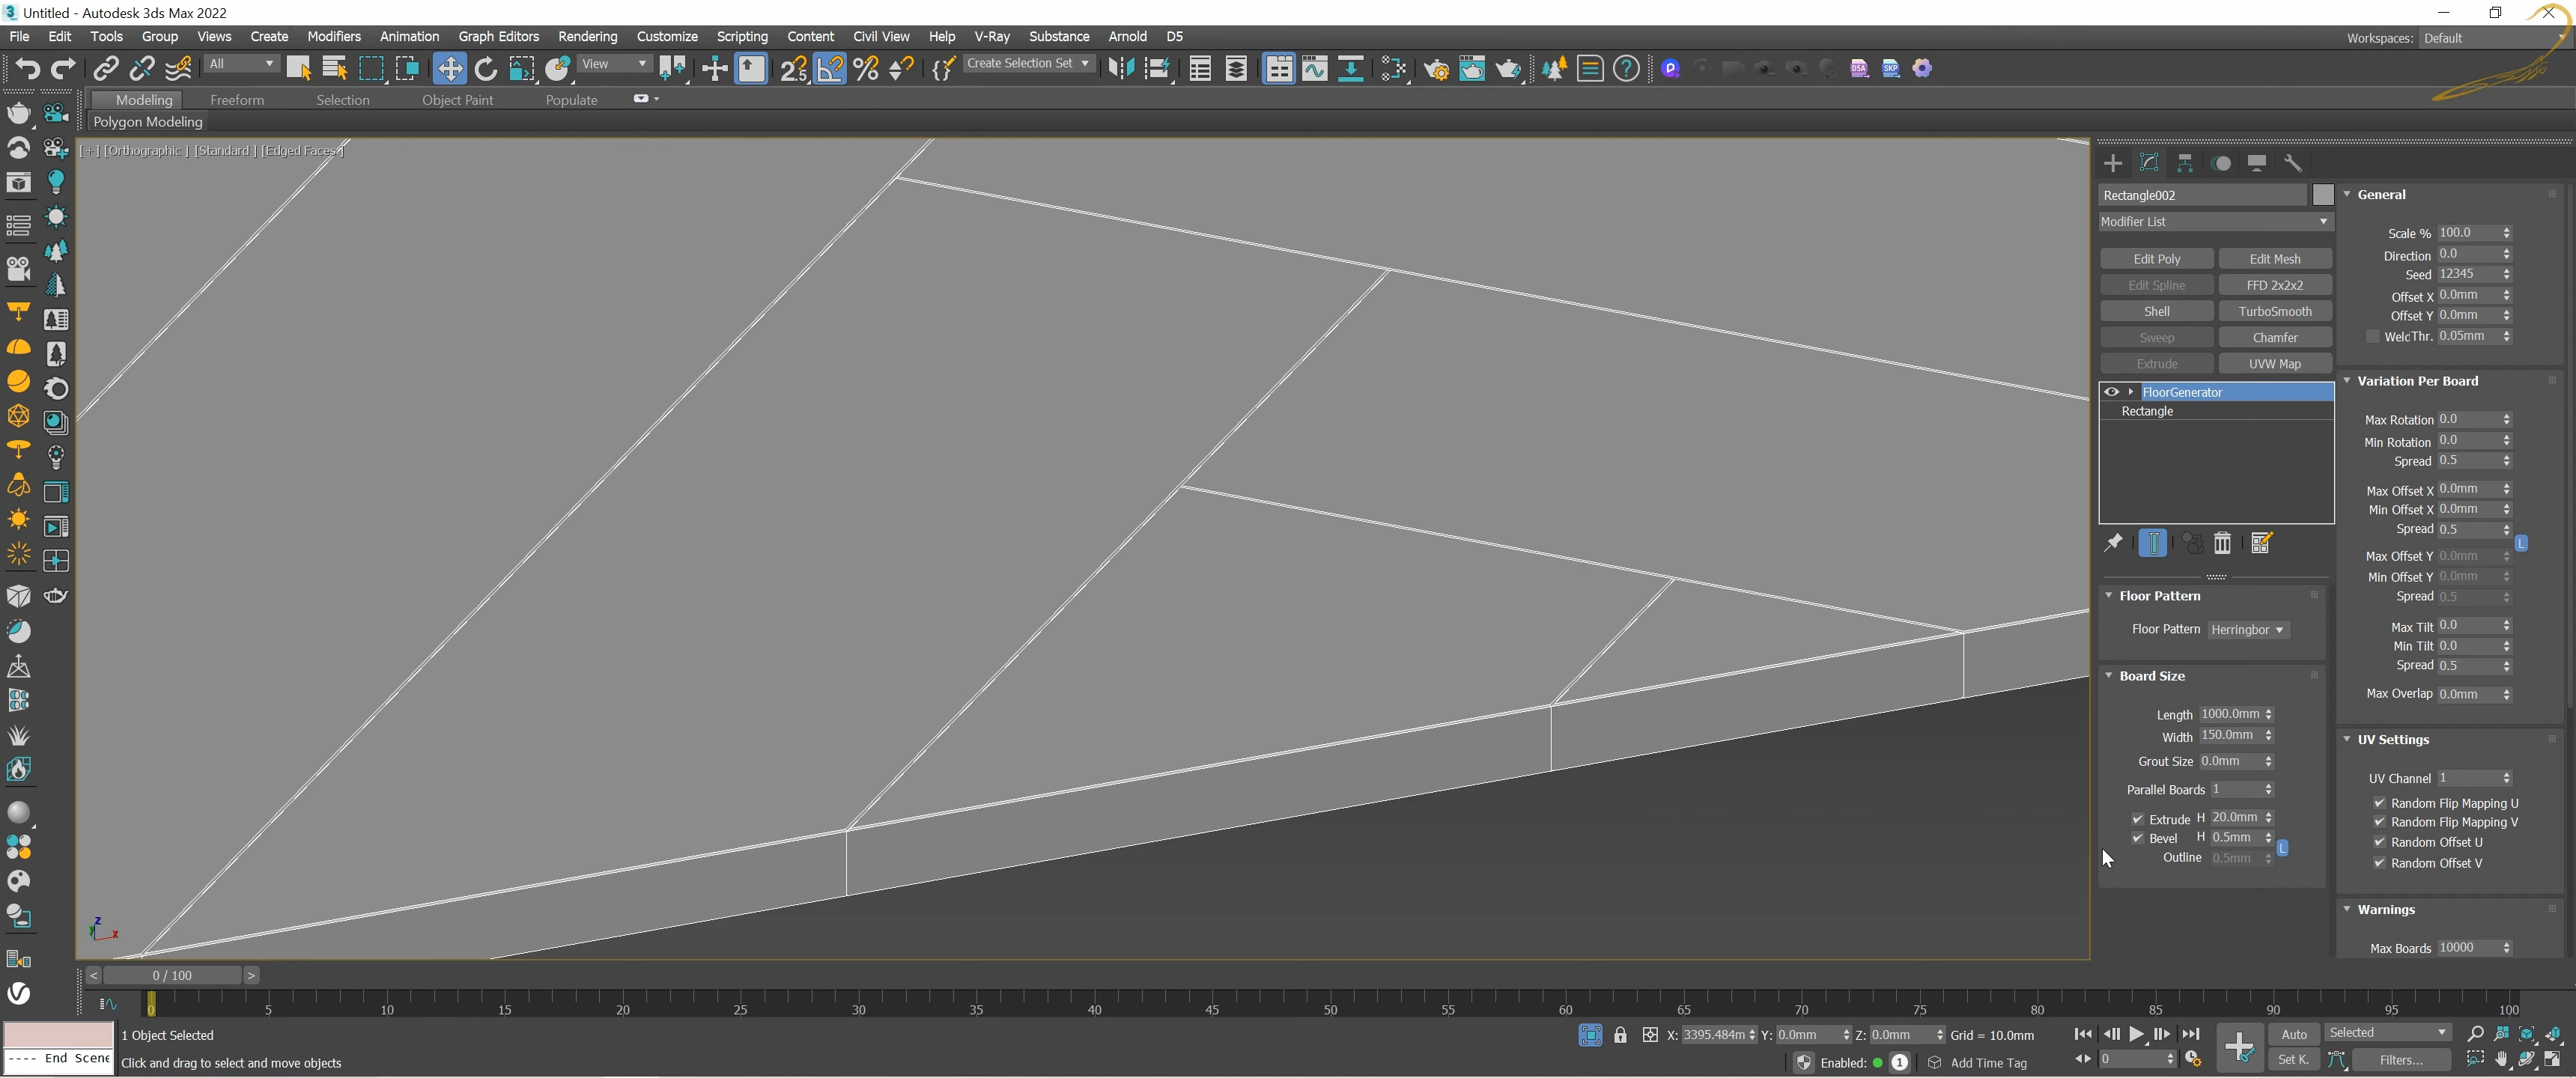 Untitled - Autodesk 3ds Max 2022
File Edit Tools Group Views Create Modifiers Animation Graph Editors Rendering Customize Scripting Content Civil View Help V-Ray Substance Arnold D5
Workspaces: Default
All
View
Create Selection Set
Modeling Freeform Selection Object Paint Populate
Polygon Modeling
[+] [Orthographic ] [Standard ] [Edged Faces ]
Rectangle002
Modifier List
Edit Poly Edit Mesh
Edit Spline FFD 2x2x2
Shell TurboSmooth
Sweep Chamfer
Extrude UVW Map
FloorGenerator
Rectangle
Floor Pattern
Floor Pattern Herringbor
Board Size
Length 1000.0mm
Width 150.0mm
Grout Size 0.0mm
Parallel Boards 1
Extrude H 20.0mm
Bevel H 0.5mm
Outline 0.5mm
L
General
Scale % 100.0
Direction 0.0
Seed 12345
Offset X 0.0mm
Offset Y 0.0mm
WelcThr. 0.05mm
Variation Per Board
Max Rotation 0.0
Min Rotation 0.0
Spread 0.5
Max Offset X 0.0mm
Min Offset X 0.0mm
Spread 0.5
L
Max Offset Y 0.0mm
Min Offset Y 0.0mm
Spread 0.5
Max Tilt 0.0
Min Tilt 0.0
Spread 0.5
Max Overlap 0.0mm
UV Settings
UV Channel 1
Random Flip Mapping U
Random Flip Mapping V
Random Offset U
Random Offset V
Warnings
Max Boards 10000
z
x
< 0 / 100 >
0 5 10 15 20 25 30 35 40 45 50 55 60 65 70 75 80 85 90 95 100
---- End Scene
1 Object Selected
Click and drag to select and move objects
X: 3395.484m Y: 0.0mm Z: 0.0mm Grid = 10.0mm
Enabled: 1 Add Time Tag
0
Auto Selected
Set K. Filters...